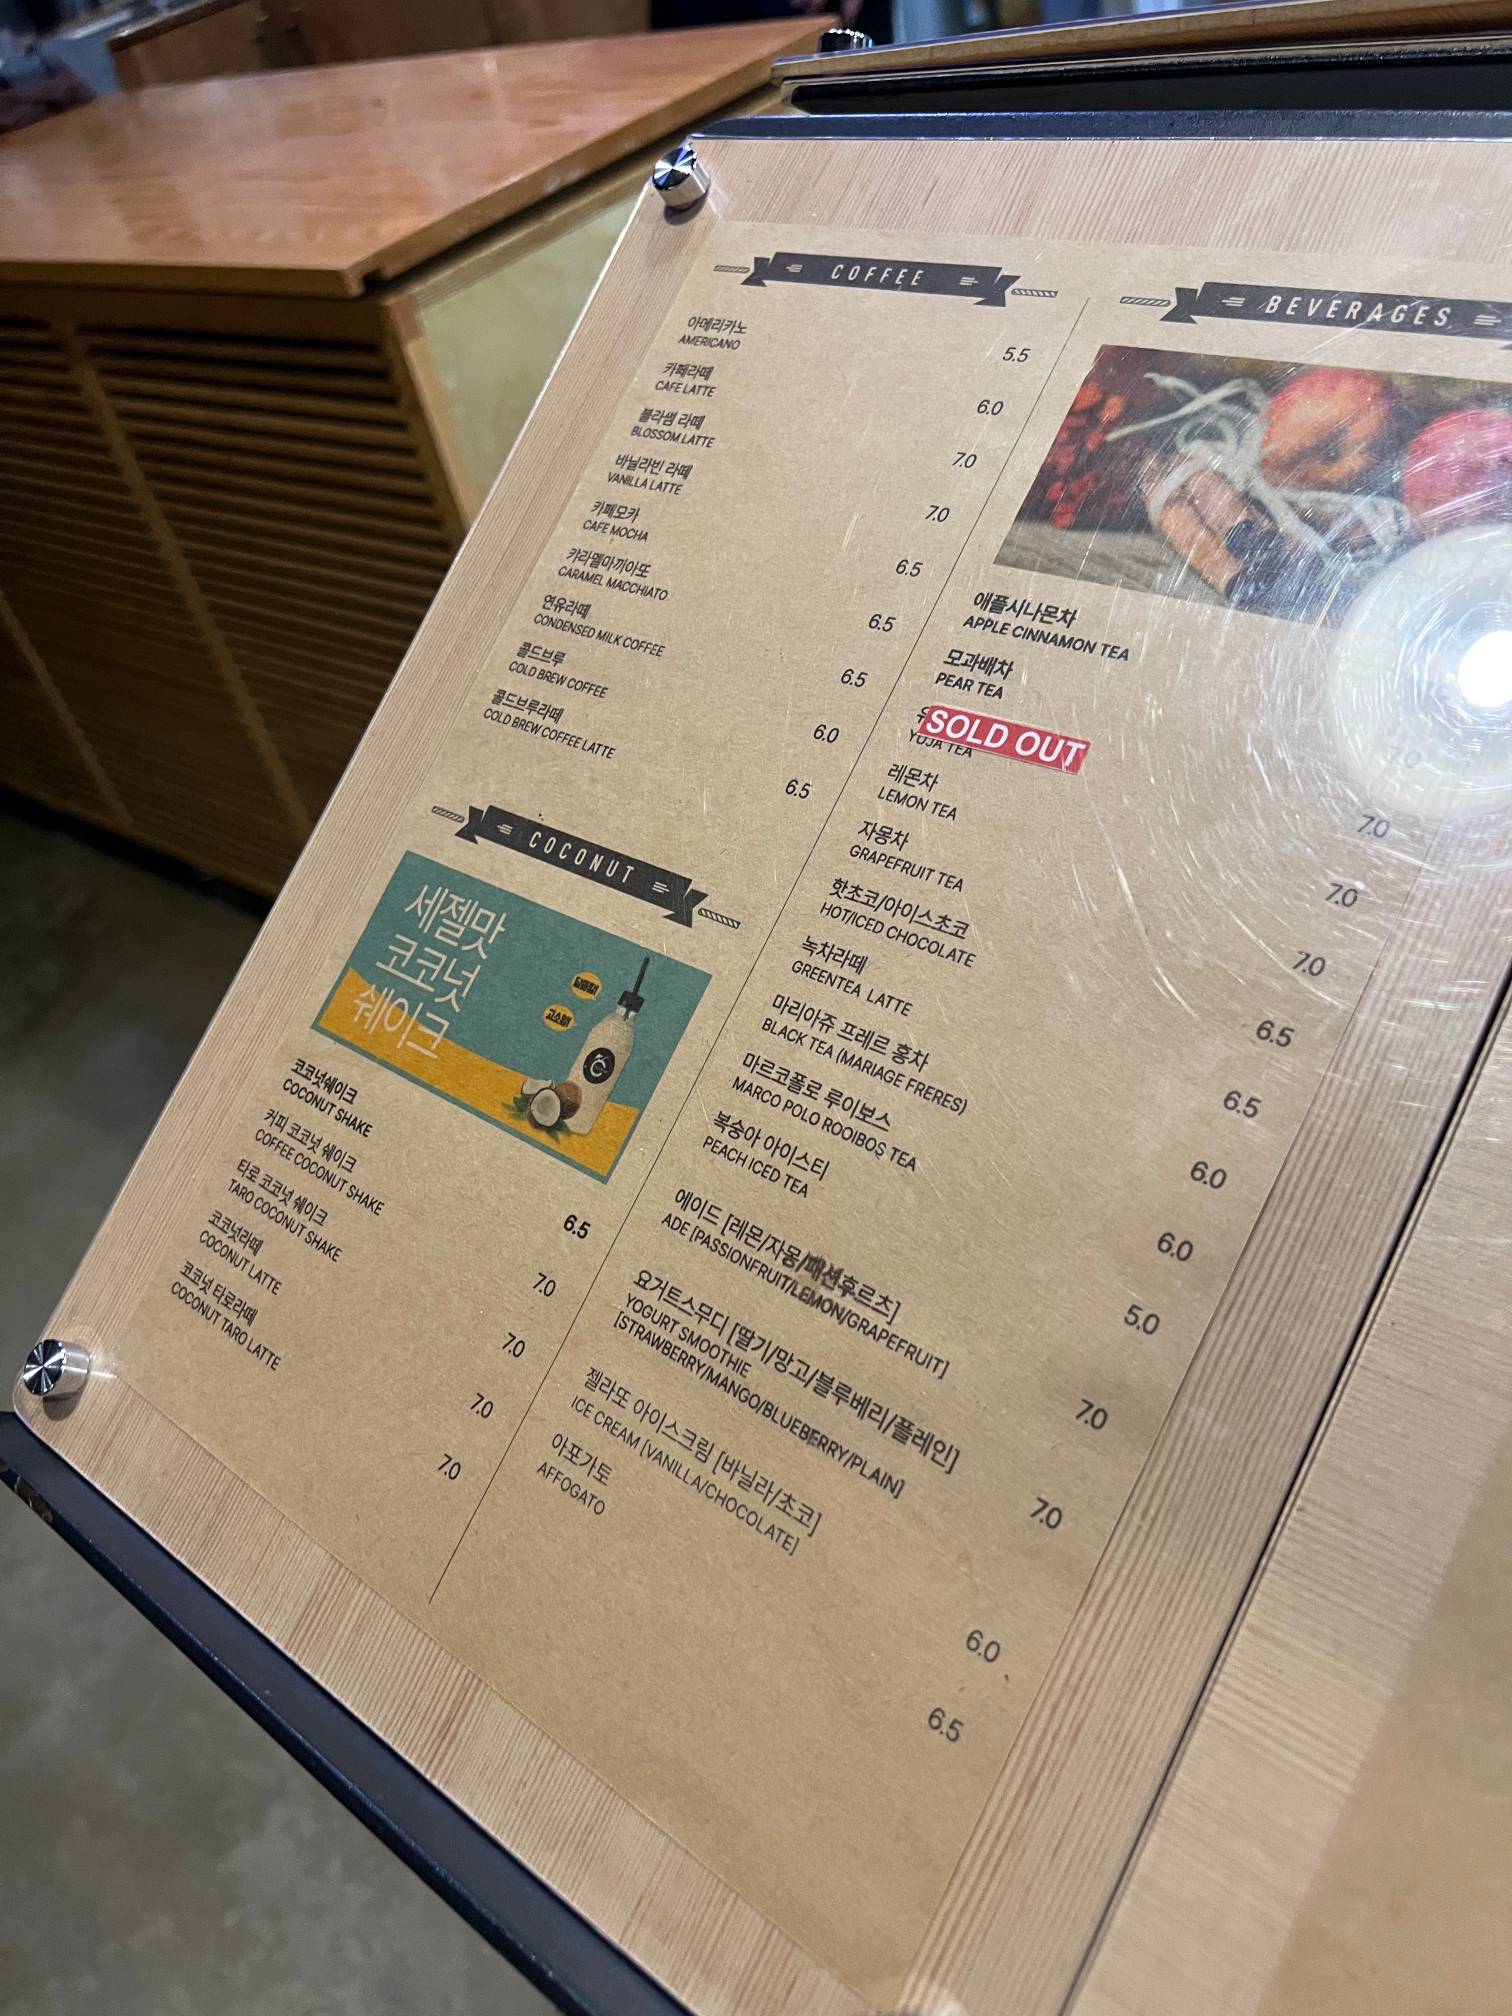 COFFEE
아메리카노
AMERICANO
5.5
카페라떼
CAFE LATTE
6.0
블라썸 라떼
BLOSSOM LATTE
7.0
바닐라빈 라떼
VANILLA LATTE
7.0
카페모카
CAFE MOCHA
6.5
캬라멜마끼아또
CARAMEL MACCHIATO
6.5
연유라떼
CONDENSED MILK COFFEE
6.5
콜드브루
COLD BREW COFFEE
6.0
콜드브루라떼
COLD BREW COFFEE LATTE
6.5
COCONUT
세젤맛
코코넛
쉐이크
코코넛쉐이크
COCONUT SHAKE
6.5
커피 코코넛 쉐이크
COFFEE COCONUT SHAKE
7.0
타로 코코넛 쉐이크
TARO COCONUT SHAKE
7.0
코코넛라떼
COCONUT LATTE
7.0
코코넛 타로라떼
COCONUT TARO LATTE
7.0
BEVERAGES
애플시나몬차
APPLE CINNAMON TEA
모과배차
PEAR TEA
7.0
SOLD OUT
YUJA TEA
7.0
레몬차
LEMON TEA
7.0
자몽차
GRAPEFRUIT TEA
6.5
핫초코/아이스초코
HOT/ICED CHOCOLATE
6.5
녹차라떼
GREENTEA LATTE
6.0
마리아쥬 프레르 홍차
BLACK TEA (MARIAGE FRERES)
6.0
마르코폴로 루이보스
MARCO POLO ROOIBOS TEA
5.0
복숭아 아이스티
PEACH ICED TEA
7.0
에이드 [레몬/자몽/패션후르츠]
ADE [PASSIONFRUIT/LEMON/GRAPEFRUIT]
7.0
요거트스무디 [딸기/망고/블루베리/플레인]
YOGURT SMOOTHIE
[STRAWBERRY/MANGO/BLUEBERRY/PLAIN]
젤라또 아이스크림 [바닐라/초코]
ICE CREAM [VANILLA/CHOCOLATE]
6.0
아포가토
AFFOGATO
6.5